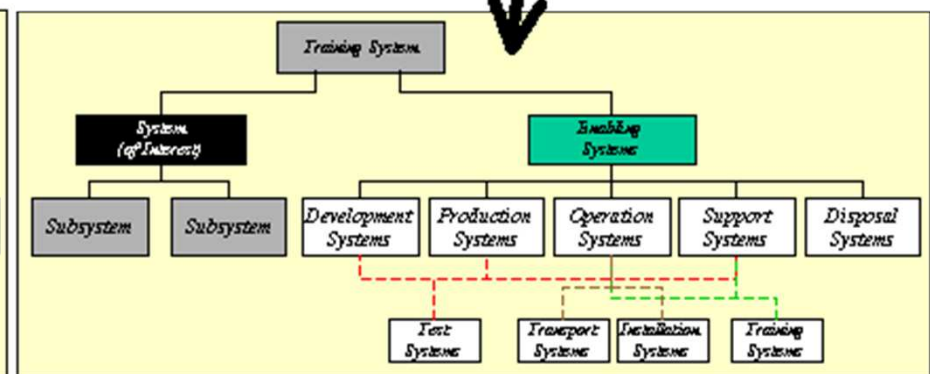 Training System
System
(of Interest)
Enabling
Systems
Subsystem
Subsystem
Development
Systems
Production
Systems
Operation
Systems
Support
Systems
Disposal
Systems
Test
Systems
Transport
Systems
Installation
Systems
Training
Systems